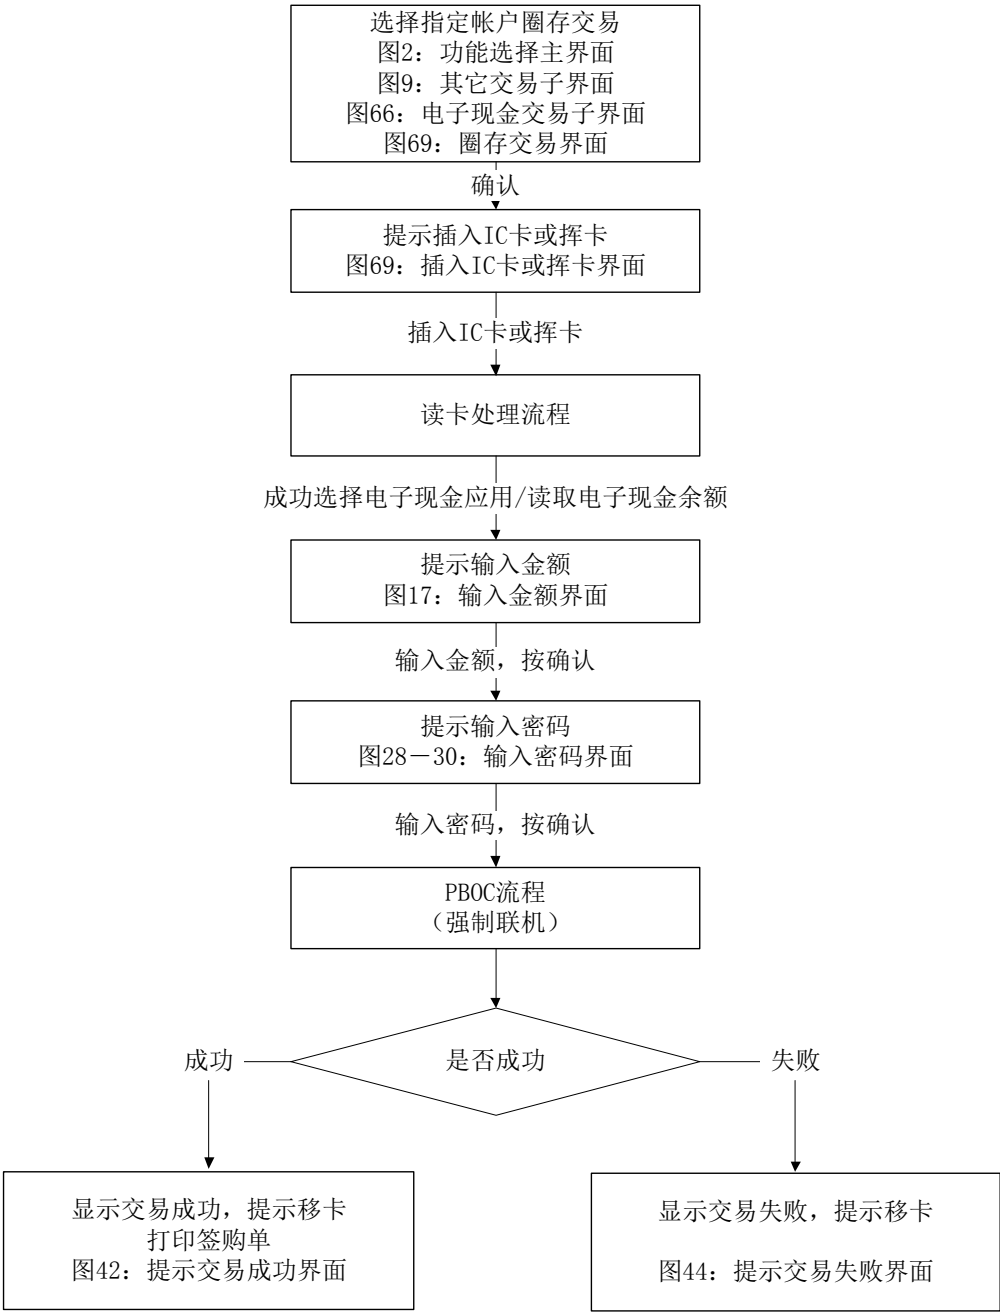 选择指定帐户圈存交易
图2：功能选择主界面
图9：其它交易子界面
图66：电子现金交易子界面
图69：圈存交易界面
确认
提示插入IC卡或挥卡
图69：插入IC卡或挥卡界面
插入IC卡或挥卡
读卡处理流程
成功选择电子现金应用/读取电子现金余额
提示输入金额
图17：输入金额界面
输入金额，按确认
提示输入密码
图28－30：输入密码界面
输入密码，按确认
PBOC流程
（强制联机）
是否成功
成功
失败
显示交易成功，提示移卡
打印签购单
图42：提示交易成功界面
显示交易失败，提示移卡
图44：提示交易失败界面